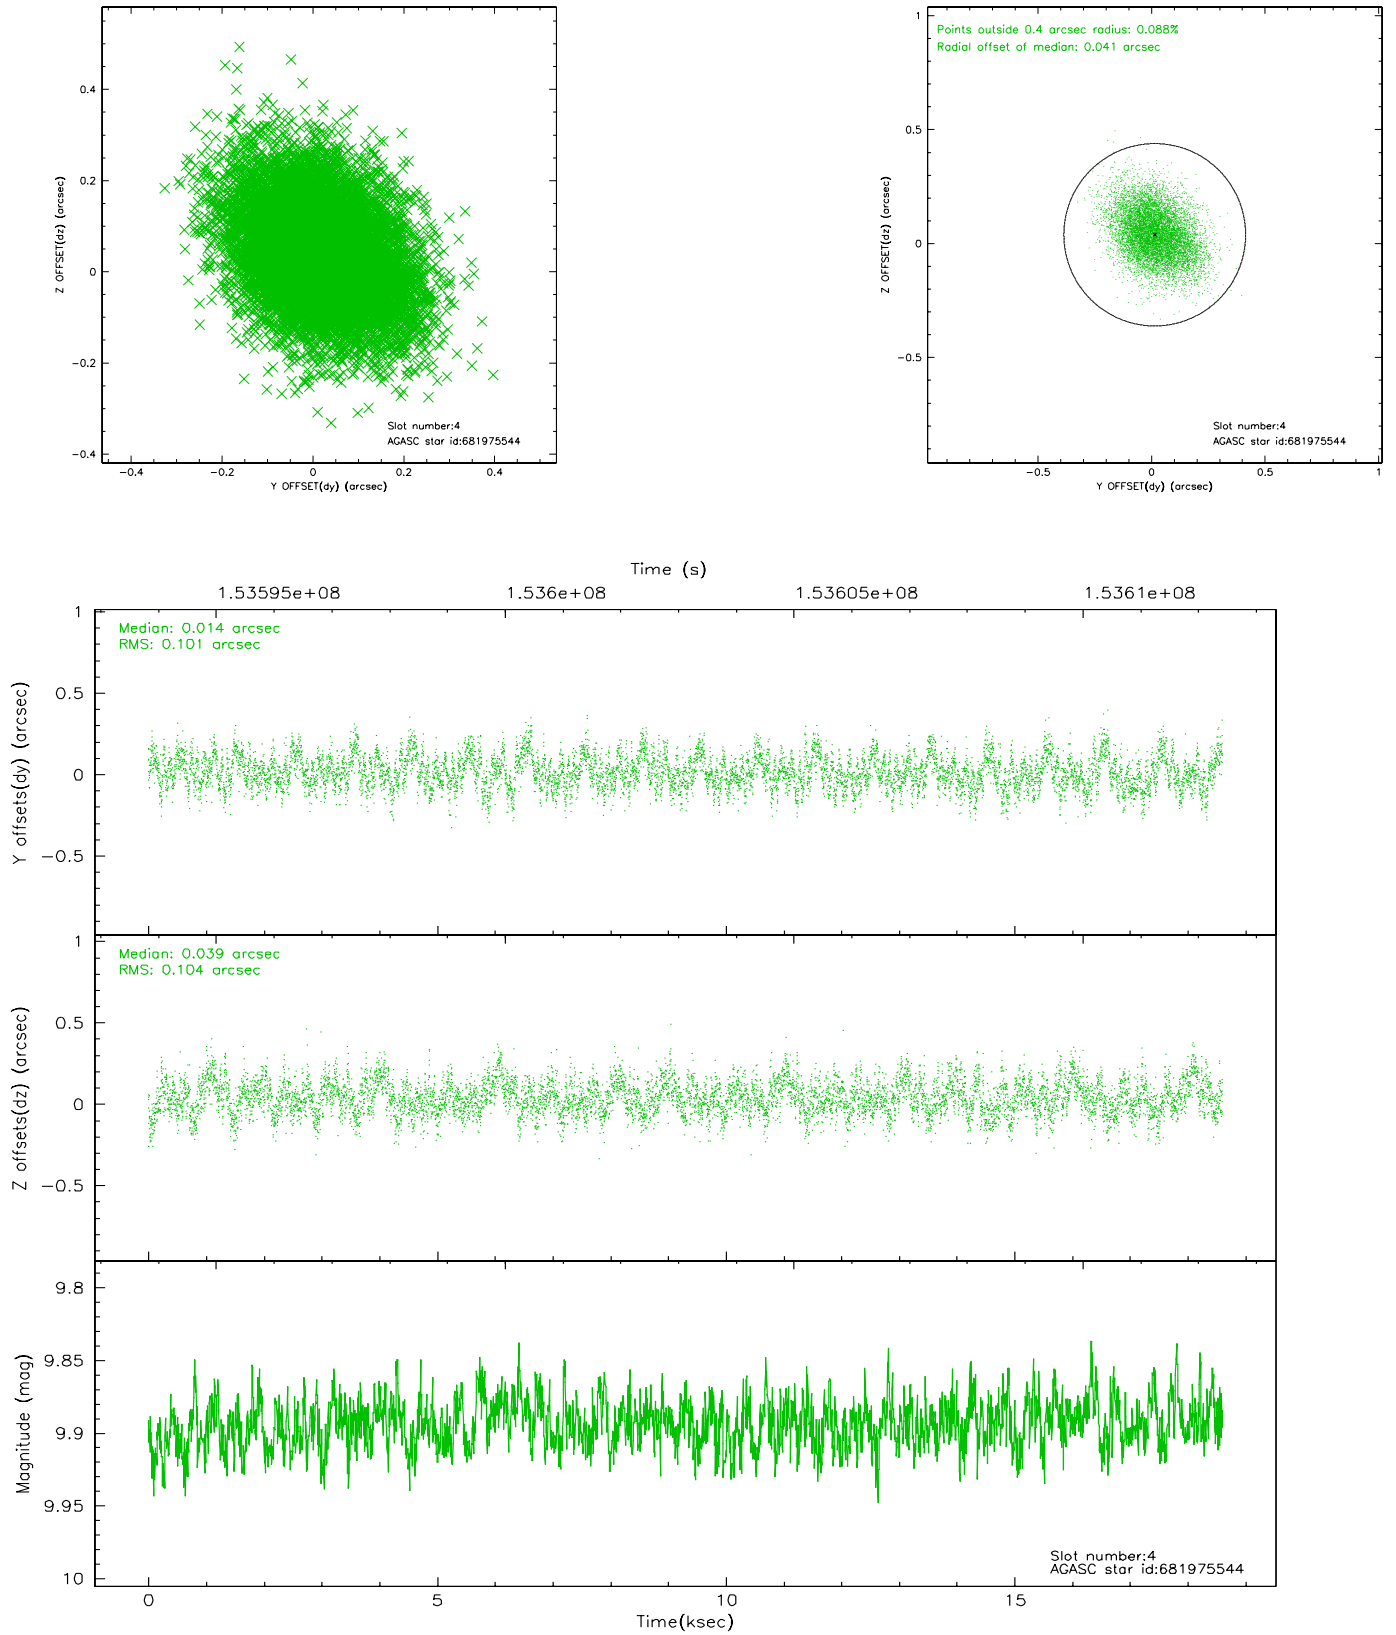 Z OFFSET(dz) (arcsec)
0.4
0.2
0
−0.2
−0.4
−0.4
−0.2
0
0.2
0.4
Y OFFSET(dy) (arcsec)
Slot number:4
AGASC star id:681975544
Points outside 0.4 arcsec radius: 0.088%
Radial offset of median: 0.041 arcsec
Z OFFSET(dz) (arcsec)
1
0.5
0
−0.5
−0.5
0
0.5
1
Y OFFSET(dy) (arcsec)
Slot number:4
AGASC star id:681975544
Time (s)
1.53595e+08
1.536e+08
1.53605e+08
1.5361e+08
Median: 0.014 arcsec
RMS: 0.101 arcsec
Y offsets(dy) (arcsec)
1
0.5
0
−0.5
Median: 0.039 arcsec
RMS: 0.104 arcsec
Z offsets(dz) (arcsec)
1
0.5
0
−0.5
Magnitude (mag)
9.8
9.85
9.9
9.95
10
Slot number:4
AGASC star id:681975544
0
5
10
15
Time(ksec)